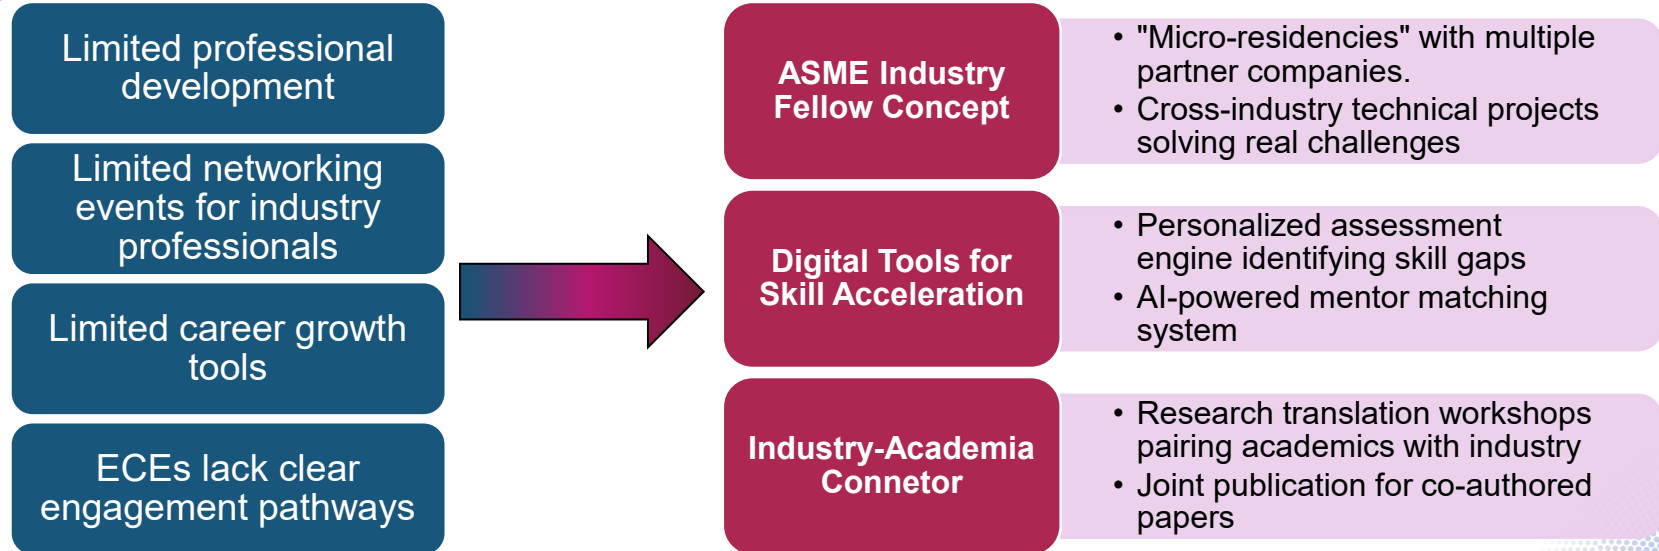 Limited professional
development
Limited networking
events for industry
professionals
Limited career growth
tools
ECEs lack clear
engagement pathways
ASME Industry
Fellow Concept
• "Micro-residencies" with multiple
partner companies.
• Cross-industry technical projects
solving real challenges
Digital Tools for
Skill Acceleration
• Personalized assessment
engine identifying skill gaps
• AI-powered mentor matching
system
Industry-Academia
Connetor
• Research translation workshops
pairing academics with industry
• Joint publication for co-authored
papers